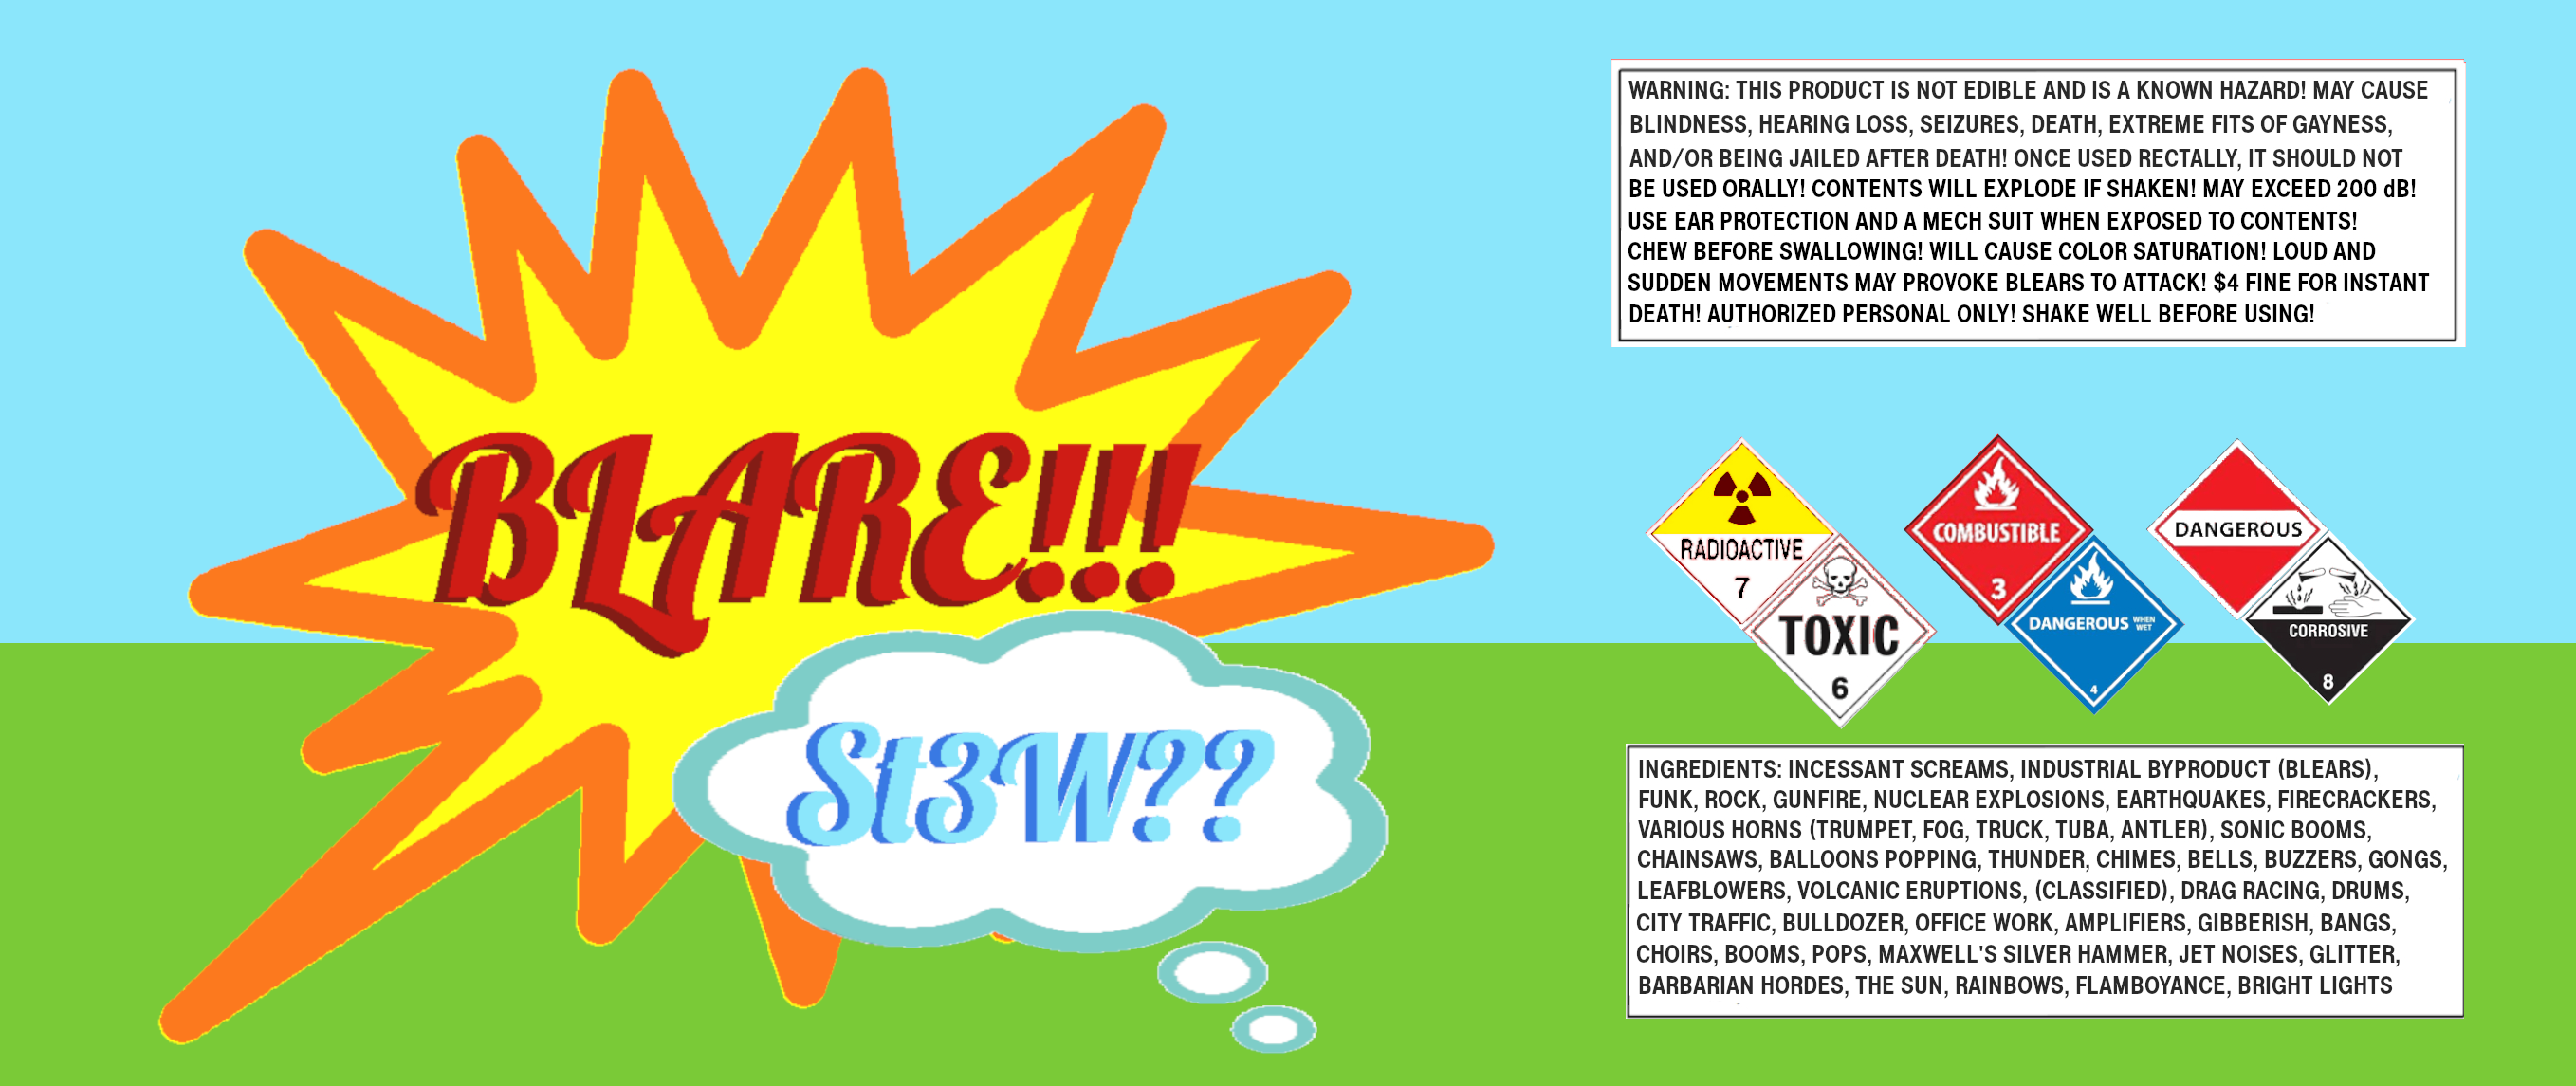 BLARE!!!
St3W??
WARNING: THIS PRODUCT IS NOT EDIBLE AND IS A KNOWN HAZARD! MAY CAUSE
BLINDNESS, HEARING LOSS, SEIZURES, DEATH, EXTREME FITS OF GAYNESS,
AND/OR BEING JAILED AFTER DEATH! ONCE USED RECTALLY, IT SHOULD NOT
BE USED ORALLY! CONTENTS WILL EXPLODE IF SHAKEN! MAY EXCEED 200 dB!
USE EAR PROTECTION AND A MECH SUIT WHEN EXPOSED TO CONTENTS!
CHEW BEFORE SWALLOWING! WILL CAUSE COLOR SATURATION! LOUD AND
SUDDEN MOVEMENTS MAY PROVOKE BLEARS TO ATTACK! $4 FINE FOR INSTANT
DEATH! AUTHORIZED PERSONAL ONLY! SHAKE WELL BEFORE USING!
RADIOACTIVE
7
TOXIC
6
COMBUSTIBLE
3
DANGEROUS WHEN WET
4
DANGEROUS
CORROSIVE
8
INGREDIENTS: INCESSANT SCREAMS, INDUSTRIAL BYPRODUCT (BLEARS),
FUNK, ROCK, GUNFIRE, NUCLEAR EXPLOSIONS, EARTHQUAKES, FIRECRACKERS,
VARIOUS HORNS (TRUMPET, FOG, TRUCK, TUBA, ANTLER), SONIC BOOMS,
CHAINSAWS, BALLOONS POPPING, THUNDER, CHIMES, BELLS, BUZZERS, GONGS,
LEAFBLOWERS, VOLCANIC ERUPTIONS, (CLASSIFIED), DRAG RACING, DRUMS,
CITY TRAFFIC, BULLDOZER, OFFICE WORK, AMPLIFIERS, GIBBERISH, BANGS,
CHOIRS, BOOMS, POPS, MAXWELL'S SILVER HAMMER, JET NOISES, GLITTER,
BARBARIAN HORDES, THE SUN, RAINBOWS, FLAMBOYANCE, BRIGHT LIGHTS